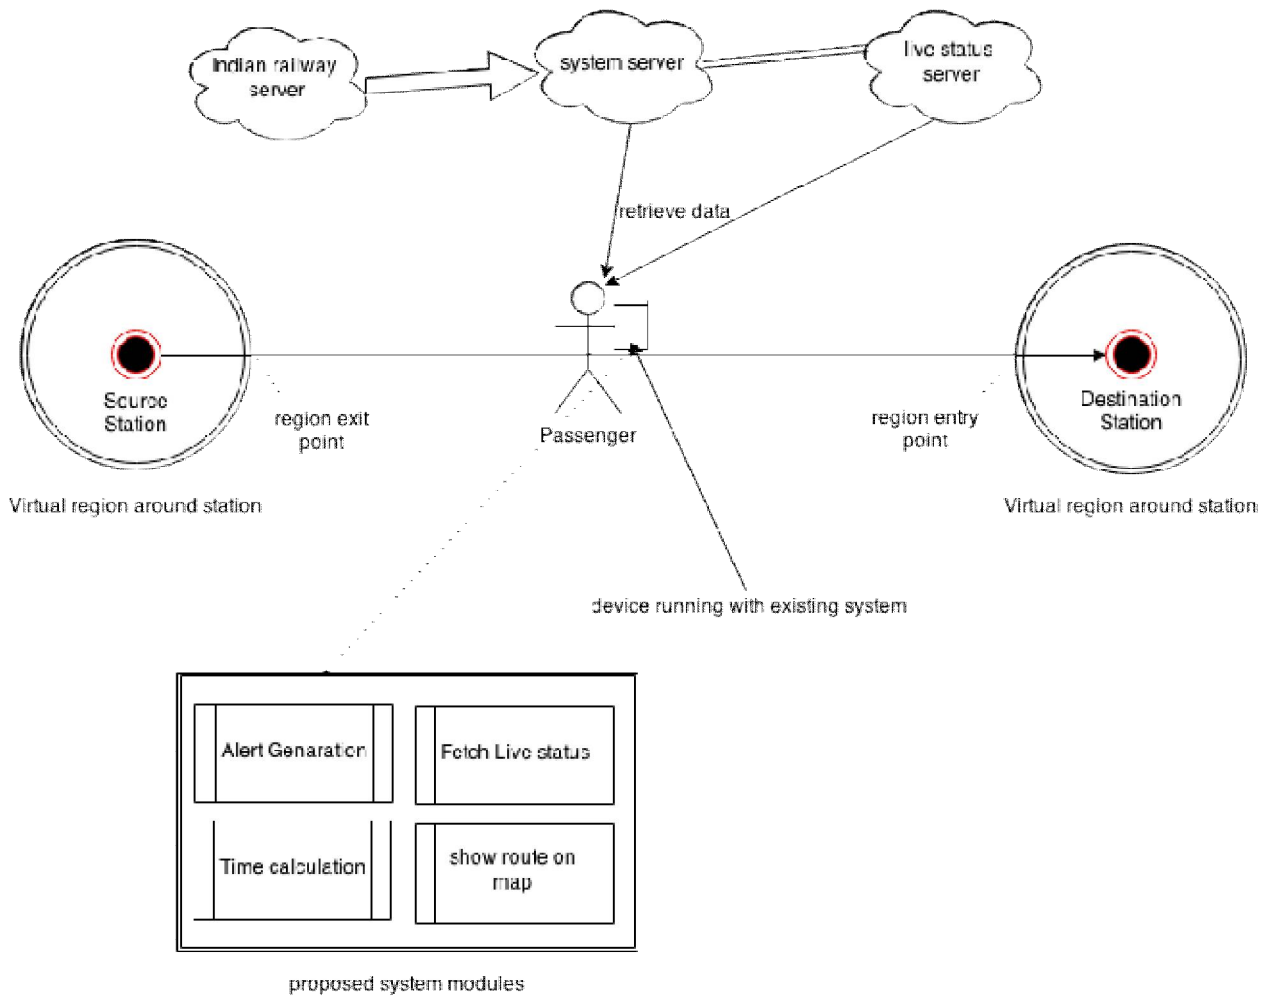 Indian railway
server
system server
live status
server
retrieve data
Source
Station
region exit
point
Passenger
region entry
point
Destination
Station
Virtual region around station
Virtual region around station
device running with existing system
Alert Genaration
Fetch Live status
Time calculation
show route on
map
proposed system modules